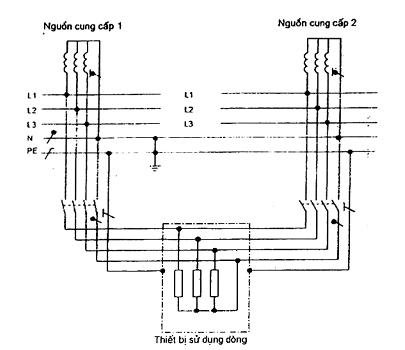 Nguồn cung cấp 1
Nguồn cung cấp 2
L1
L1
L2
L2
L3
L3
N
PE
Thiết bị sử dụng dòng